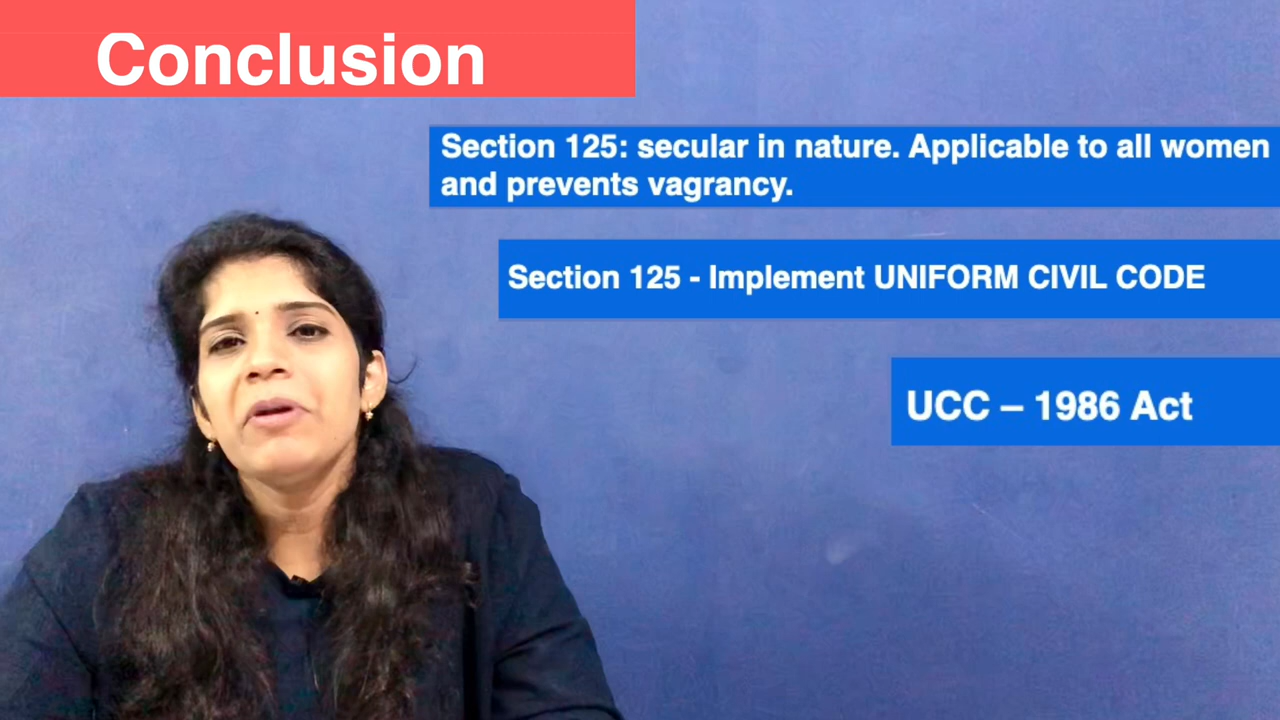 Conclusion
Section 125: secular in nature. Applicable to all women
and prevents vagrancy.
Section 125 - Implement UNIFORM CIVIL CODE
UCC – 1986 Act